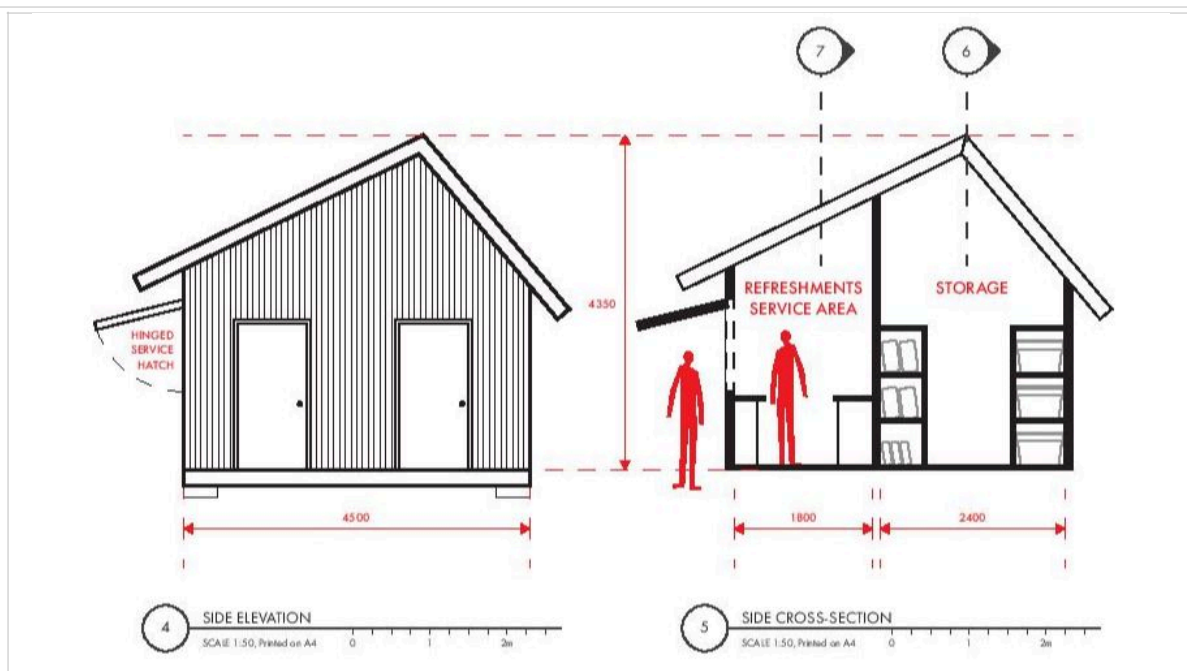 7
6
4350
HINGED
SERVICE
HATCH
REFRESHMENTS
SERVICE AREA
STORAGE
4500
1800
2400
4
SIDE ELEVATION
SCALE 1:50, Printed on A4
0
1
2m
5
SIDE CROSS-SECTION
SCALE 1:50, Printed on A4
0
1
2m